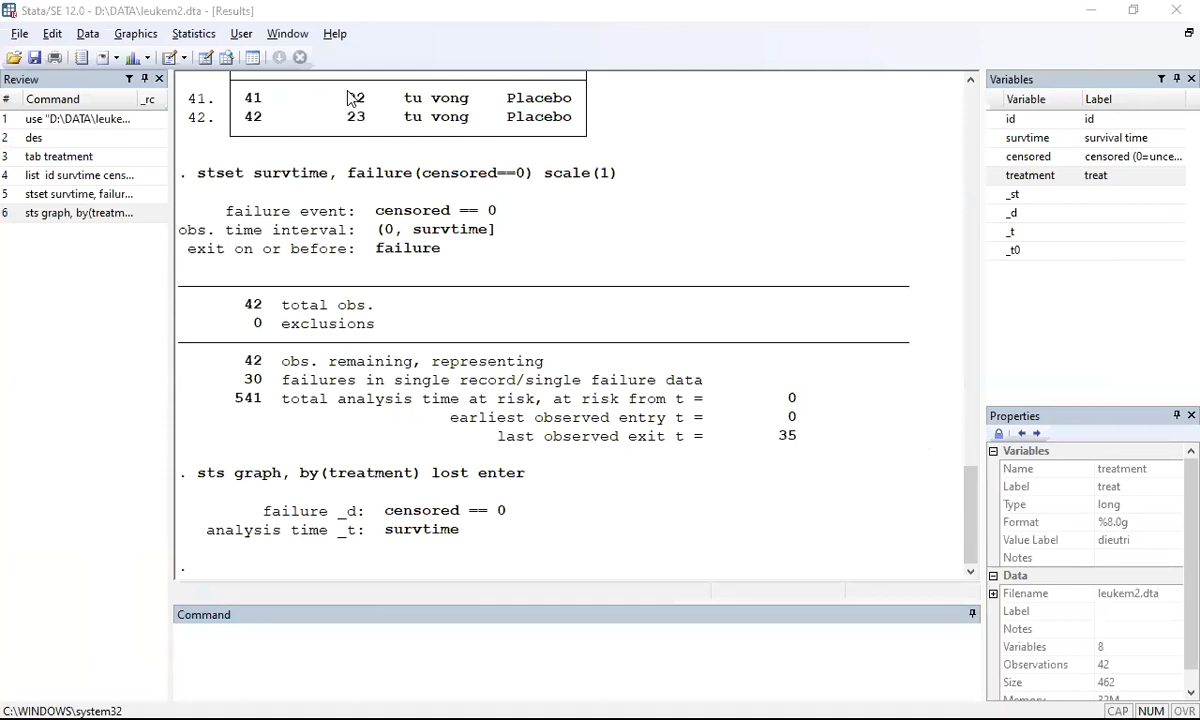 Stata/SE 12.0 - D:\DATA\leukem2.dta - [Results]
File Edit Data Graphics Statistics User Window Help
Review
# Command _rc
1 use "D:\DATA\leuke...
2 des
3 tab treatment
4 list id survtime cens...
5 stset survtime, failur...
6 sts graph, by(treatm...
41. 41 tu vong Placebo
42. 42 23 tu vong Placebo
. stset survtime, failure(censored==0) scale(1)
failure event: censored == 0
obs. time interval: (0, survtime]
exit on or before: failure
42 total obs.
0 exclusions
42 obs. remaining, representing
30 failures in single record/single failure data
541 total analysis time at risk, at risk from t = 0
earliest observed entry t = 0
last observed exit t = 35
. sts graph, by(treatment) lost enter
failure _d: censored == 0
analysis time _t: survtime
.
Command
Variables
Variable Label
id id
survtime survival time
censored censored (0=unce...
treatment treat
_st
_d
_t
_t0
Properties
Variables
Name treatment
Label treat
Type long
Format %8.0g
Value Label dieutri
Notes
Data
Filename leukem2.dta
Label
Notes
Variables 8
Observations 42
Size 462
C:\WINDOWS\system32
CAP NUM OVR